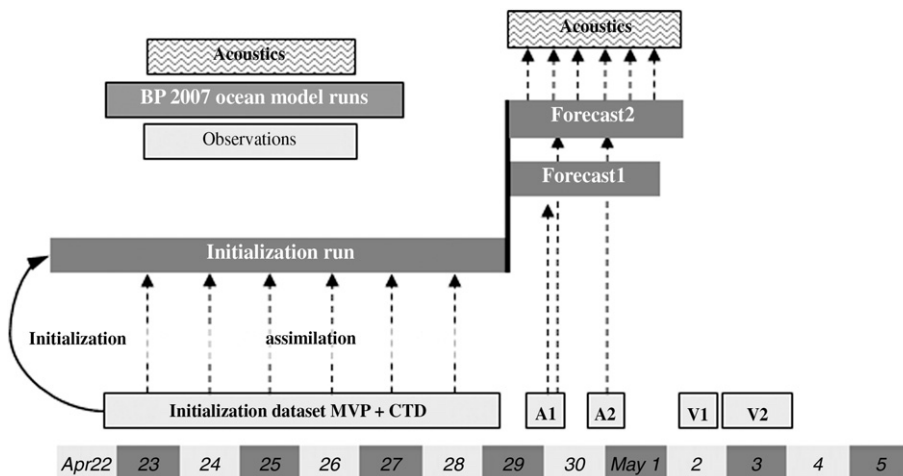 Acoustics
BP 2007 ocean model runs
Observations
Acoustics
Forecast2
Forecast1
Initialization run
Initialization
assimilation
Initialization dataset MVP + CTD
A1
A2
V1
V2
Apr22 23 24 25 26 27 28 29 30 May 1 2 3 4 5